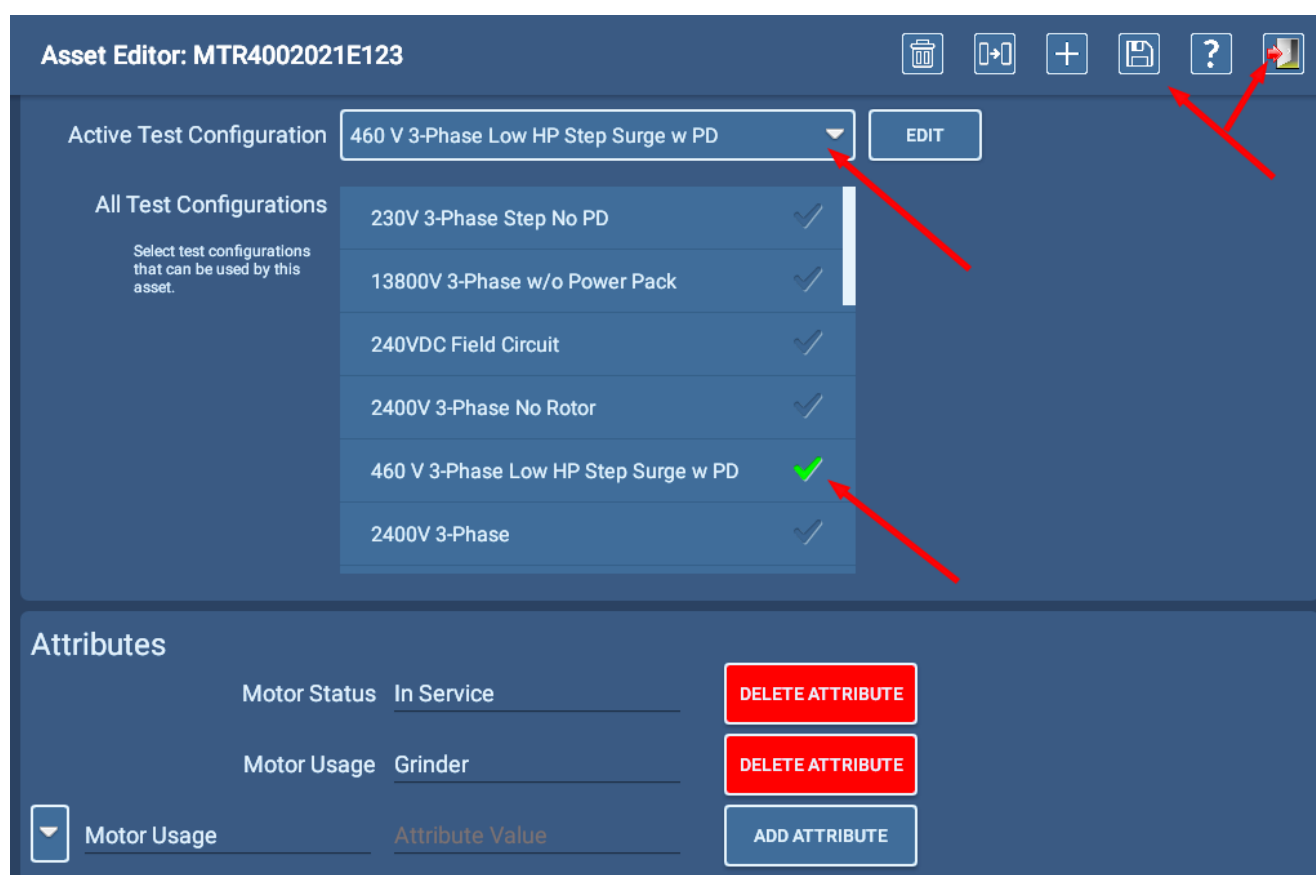 Asset Editor: MTR4002021E123
?
Active Test Configuration 460 V 3-Phase Low HP Step Surge w PD EDIT
All Test Configurations
Select test configurations
that can be used by this
asset.
230V 3-Phase Step No PD
13800V 3-Phase w/o Power Pack
240VDC Field Circuit
2400V 3-Phase No Rotor
460 V 3-Phase Low HP Step Surge w PD
2400V 3-Phase
Attributes
Motor Status In Service DELETE ATTRIBUTE
Motor Usage Grinder DELETE ATTRIBUTE
Motor Usage Attribute Value ADD ATTRIBUTE